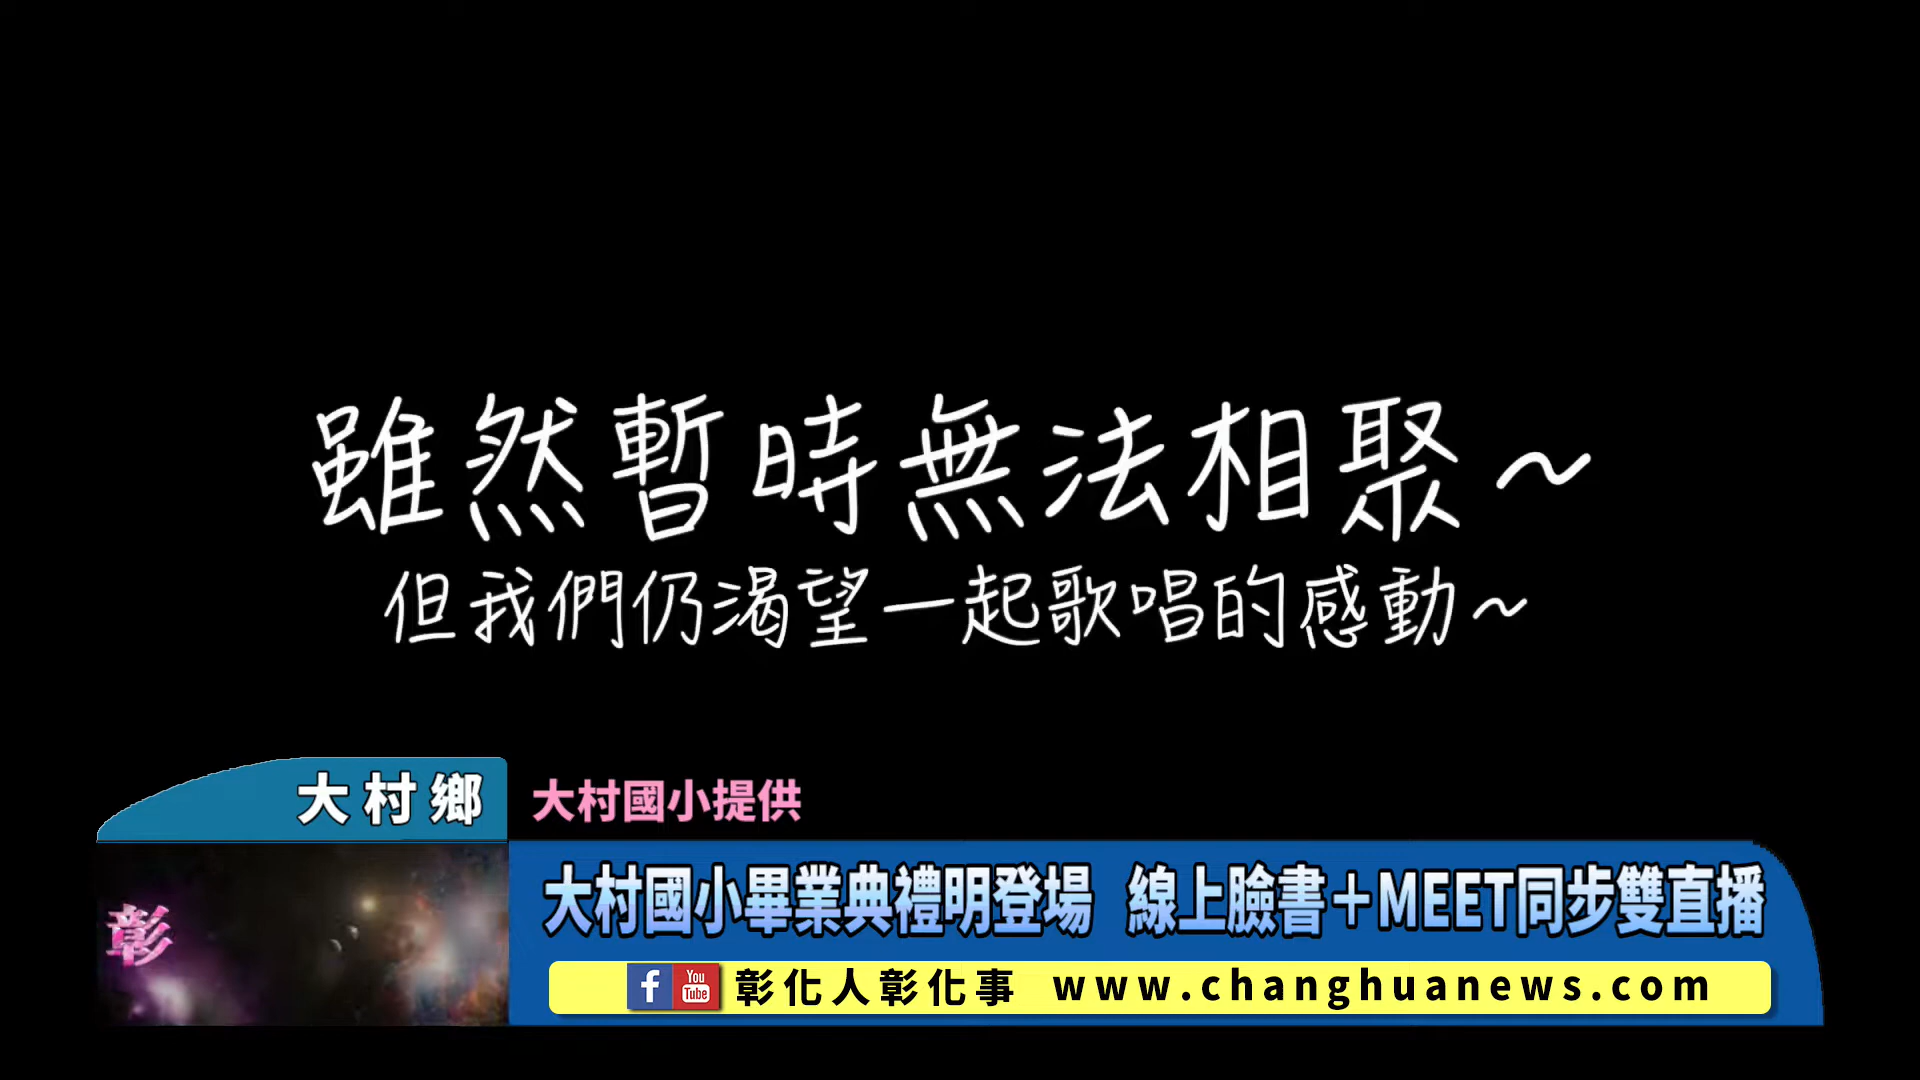 雖然暫時無法相聚~
但我們仍渴望一起歌唱的感動~
大村鄉
大村國小提供
大村國小畢業典禮明登場 線上臉書+MEET同步雙直播
彰
f You Tube 彰化人彰化事 www.changhuanews.com